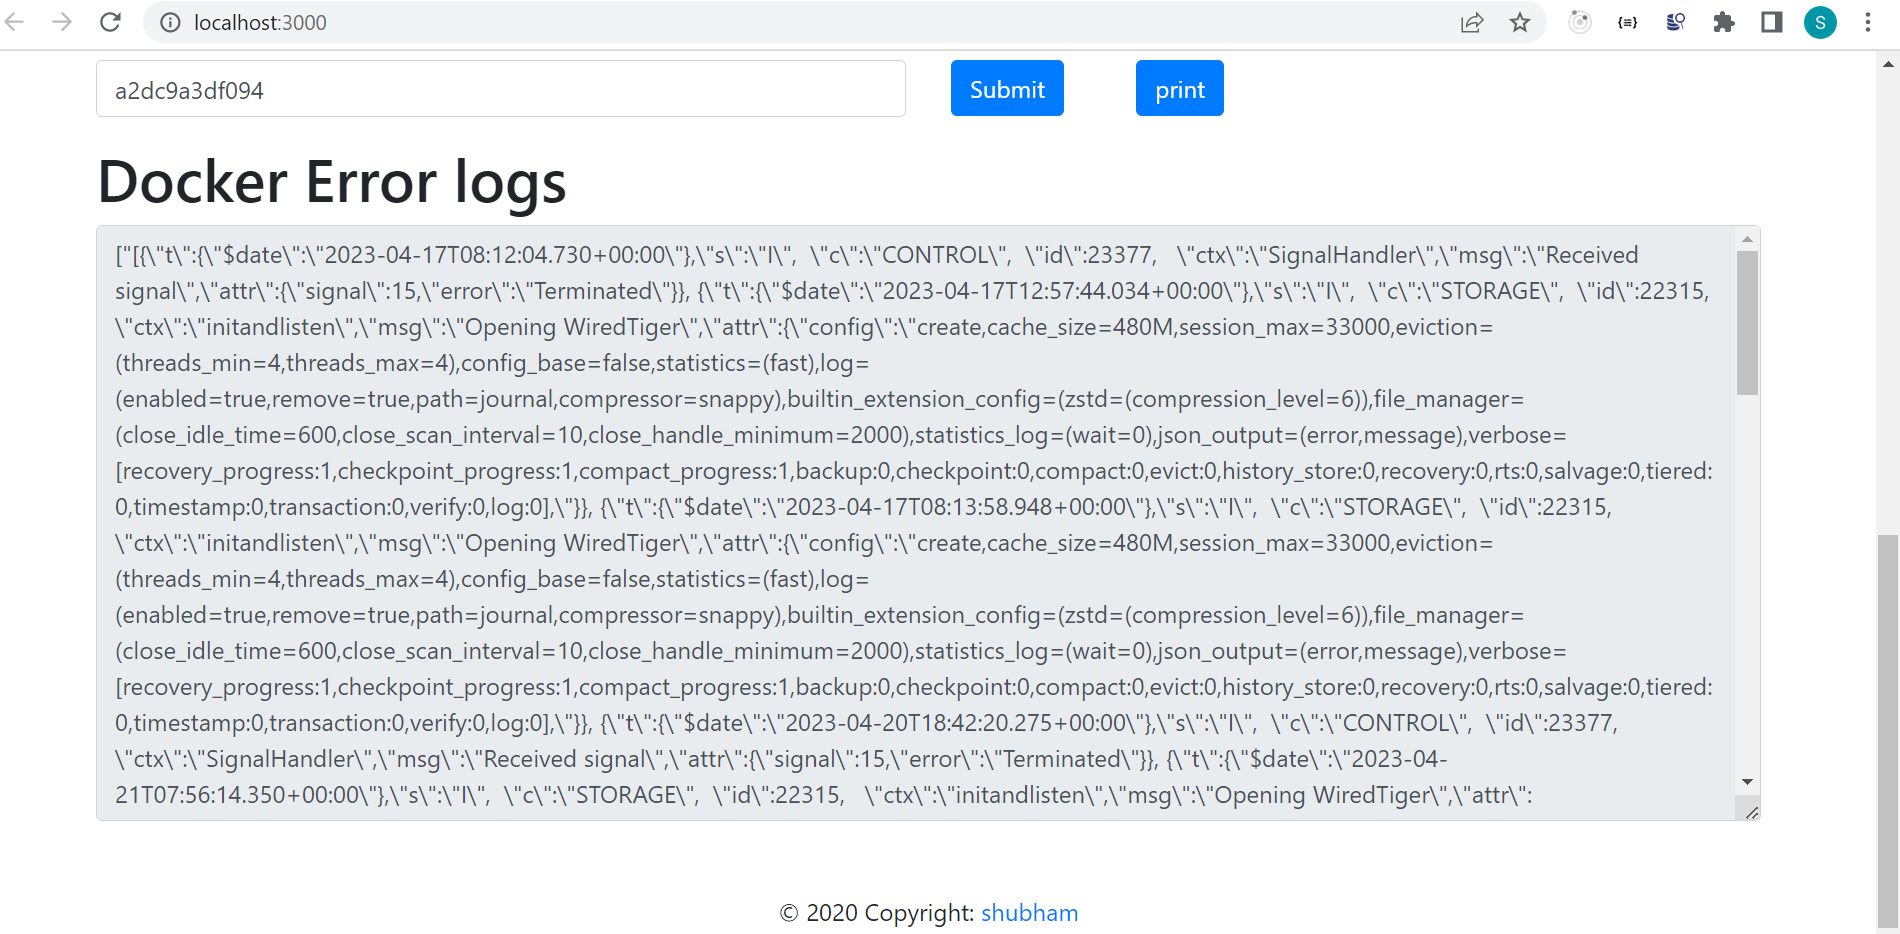 localhost:3000
S
a2dc9a3df094
Submit
print
Docker Error logs
["[{\"t\":{\"$date\":\"2023-04-17T08:12:04.730+00:00\"},\"s\":\"I\",  \"c\":\"CONTROL\",  \"id\":23377,   \"ctx\":\"SignalHandler\",\"msg\":\"Received
signal\",\"attr\":{\"signal\":15,\"error\":\"Terminated\"}}, {\"t\":{\"$date\":\"2023-04-17T12:57:44.034+00:00\"},\"s\":\"I\",  \"c\":\"STORAGE\",  \"id\":22315,
\"ctx\":\"initandlisten\",\"msg\":\"Opening WiredTiger\",\"attr\":{\"config\":\"create,cache_size=480M,session_max=33000,eviction=
(threads_min=4,threads_max=4),config_base=false,statistics=(fast),log=
(enabled=true,remove=true,path=journal,compressor=snappy),builtin_extension_config=(zstd=(compression_level=6)),file_manager=
(close_idle_time=600,close_scan_interval=10,close_handle_minimum=2000),statistics_log=(wait=0),json_output=(error,message),verbose=
[recovery_progress:1,checkpoint_progress:1,compact_progress:1,backup:0,checkpoint:0,compact:0,evict:0,history_store:0,recovery:0,rts:0,salvage:0,tiered:
0,timestamp:0,transaction:0,verify:0,log:0],\"}}, {\"t\":{\"$date\":\"2023-04-17T08:13:58.948+00:00\"},\"s\":\"I\",  \"c\":\"STORAGE\",  \"id\":22315,
\"ctx\":\"initandlisten\",\"msg\":\"Opening WiredTiger\",\"attr\":{\"config\":\"create,cache_size=480M,session_max=33000,eviction=
(threads_min=4,threads_max=4),config_base=false,statistics=(fast),log=
(enabled=true,remove=true,path=journal,compressor=snappy),builtin_extension_config=(zstd=(compression_level=6)),file_manager=
(close_idle_time=600,close_scan_interval=10,close_handle_minimum=2000),statistics_log=(wait=0),json_output=(error,message),verbose=
[recovery_progress:1,checkpoint_progress:1,compact_progress:1,backup:0,checkpoint:0,compact:0,evict:0,history_store:0,recovery:0,rts:0,salvage:0,tiered:
0,timestamp:0,transaction:0,verify:0,log:0],\"}}, {\"t\":{\"$date\":\"2023-04-20T18:42:20.275+00:00\"},\"s\":\"I\",  \"c\":\"CONTROL\",  \"id\":23377,
\"ctx\":\"SignalHandler\",\"msg\":\"Received signal\",\"attr\":{\"signal\":15,\"error\":\"Terminated\"}}, {\"t\":{\"$date\":\"2023-04-
21T07:56:14.350+00:00\"},\"s\":\"I\",  \"c\":\"STORAGE\",  \"id\":22315,   \"ctx\":\"initandlisten\",\"msg\":\"Opening WiredTiger\",\"attr\":
© 2020 Copyright: shubham